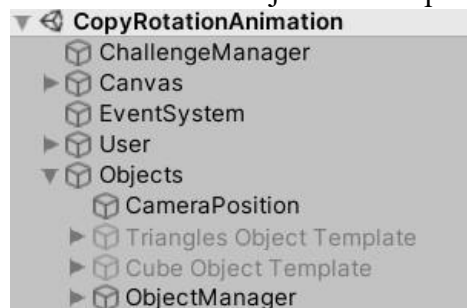 CopyRotationAnimation
ChallengeManager
Canvas
EventSystem
User
Objects
CameraPosition
Triangles Object Template
Cube Object Template
ObjectManager